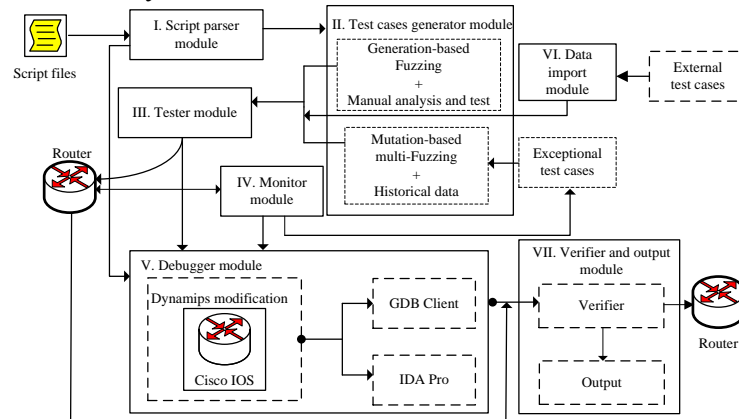 I. Script parser
module
Script files
II. Test cases generator module
Generation-based
Fuzzing
+
Manual analysis and test
Mutation-based
multi-Fuzzing
+
Historical data
VI. Data
import
module
External
test cases
III. Tester module
Router
IV. Monitor
module
Exceptional
test cases
V. Debugger module
Dynamips modification
Cisco IOS
GDB Client
IDA Pro
VII. Verifier and output
module
Verifier
Output
Router